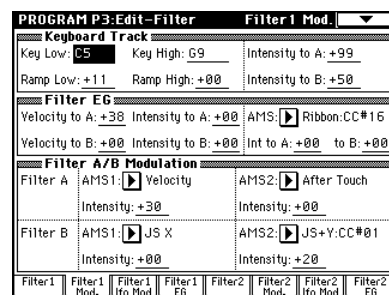 PROGRAM P3:Edit-Filter Filter1 Mod.
Keyboard Track
Key Low: C5 Key High: G9 Intensity to A: +99
Ramp Low: +11 Ramp High: +00 Intensity to B: +50
Filter EG
Velocity to A: +38 Intensity to A: +00 AMS: Ribbon:CC#16
Velocity to B: +00 Intensity to B: +00 Int to A: +00 to B: +00
Filter A/B Modulation
Filter A AMS1: Velocity AMS2: After Touch
Intensity: +30 Intensity: +00
Filter B AMS1: JS X AMS2: JS+Y:CC#01
Intensity: +00 Intensity: +20
Filter1 Filter1 Mod. Filter1 lfo Mod Filter1 EG Filter2 Filter2 Mod. Filter2 lfo Mod Filter2 EG